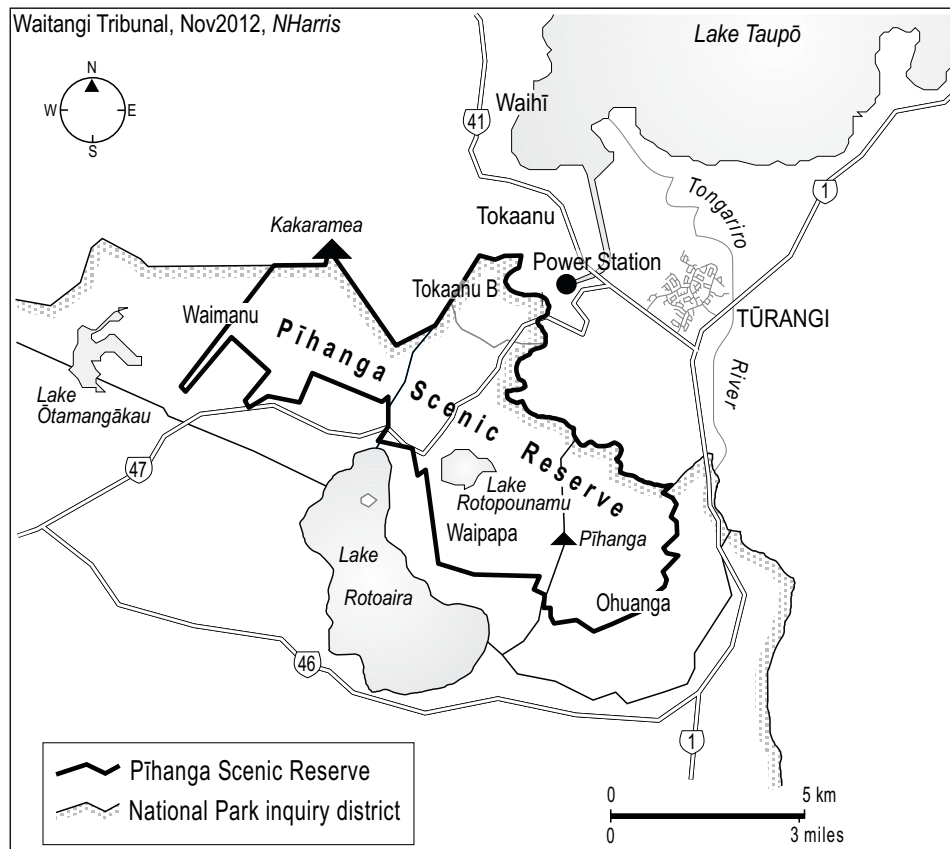 Waitangi Tribunal, Nov2012, NHarris
Lake Taupō
N
W
E
S
Waihī
41
1
Tongariro
Tokaanu
Kakaramea
Power Station
Tokaanu B
Waimanu
TŪRANGI
Pīhanga Scenic Reserve
River
Lake
Ōtamangākau
47
Lake
Rotopounamu
Waipapa
Pīhanga
Lake
Rotoaira
Ohuanga
46
1
Pīhanga Scenic Reserve
National Park inquiry district
0 5 km
0 3 miles